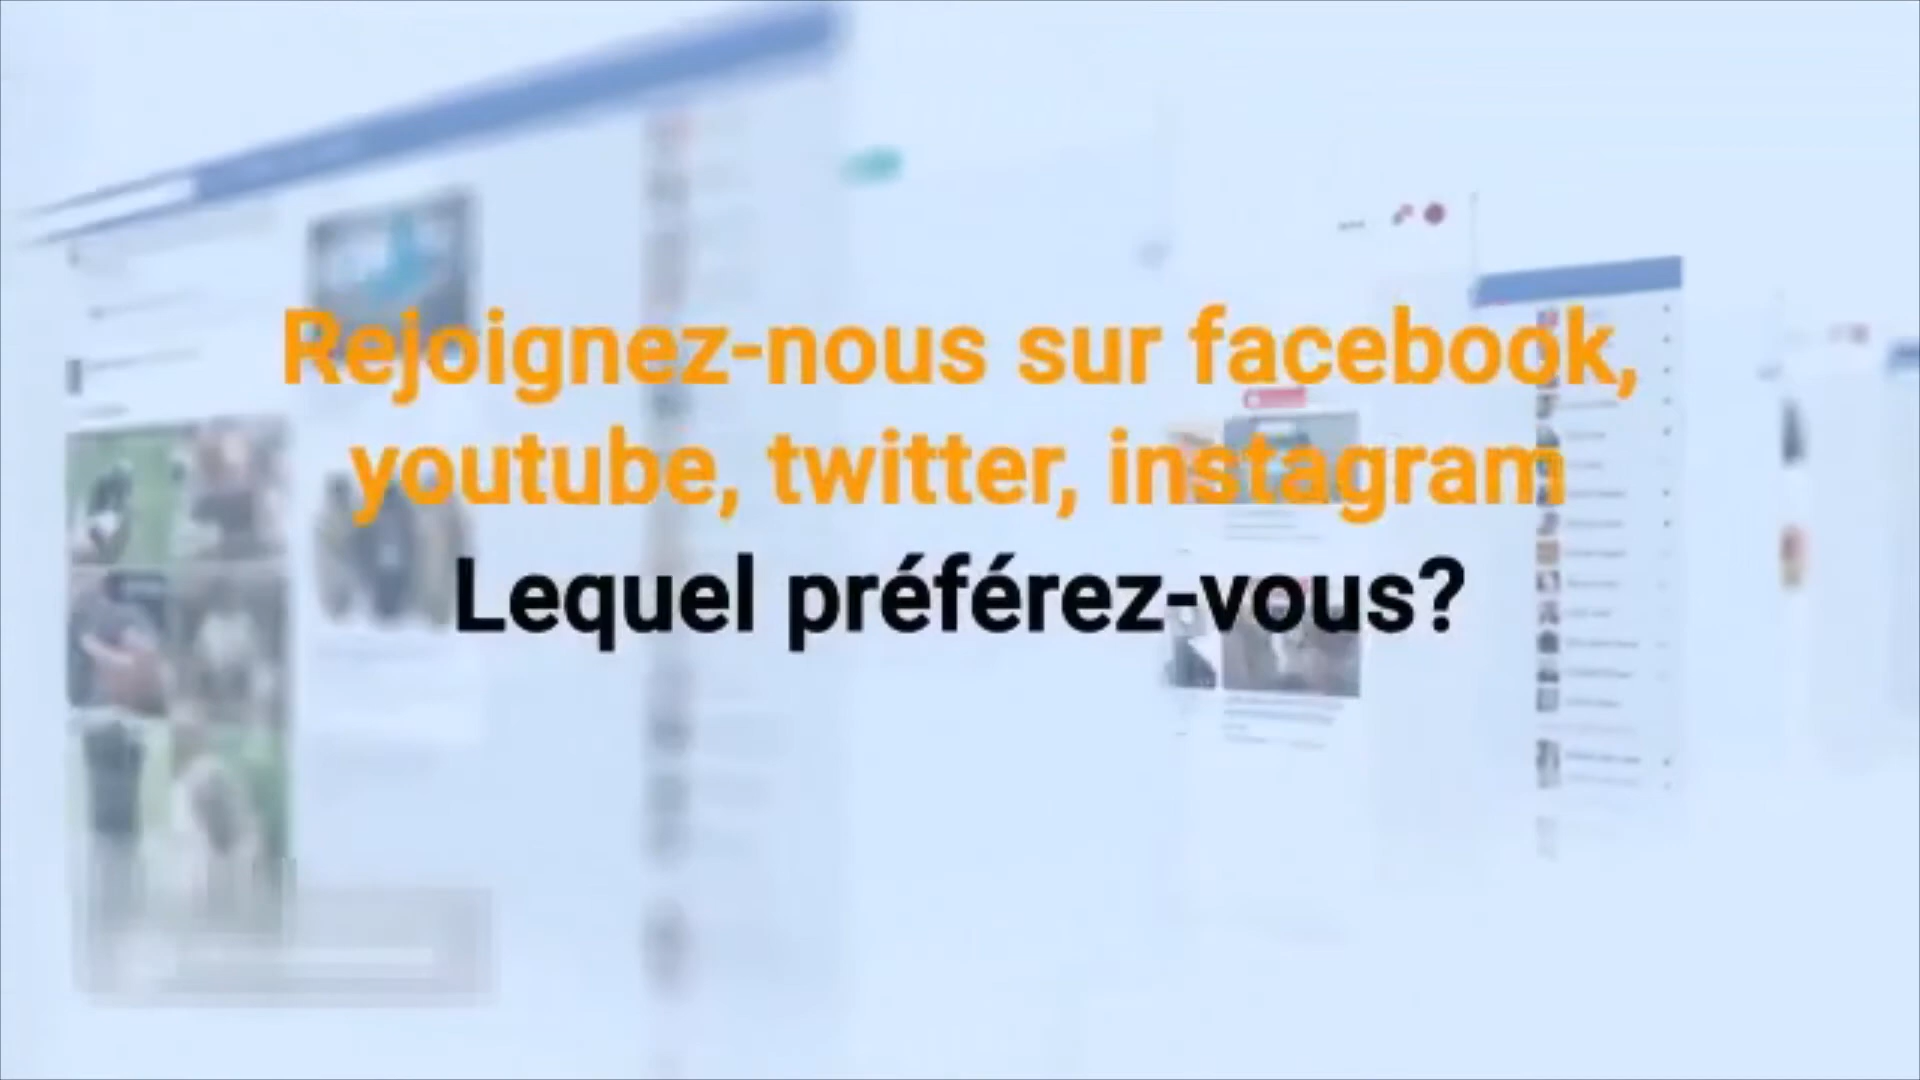 Rejoignez-nous sur facebook,
youtube, twitter, instagram
Lequel préférez-vous?